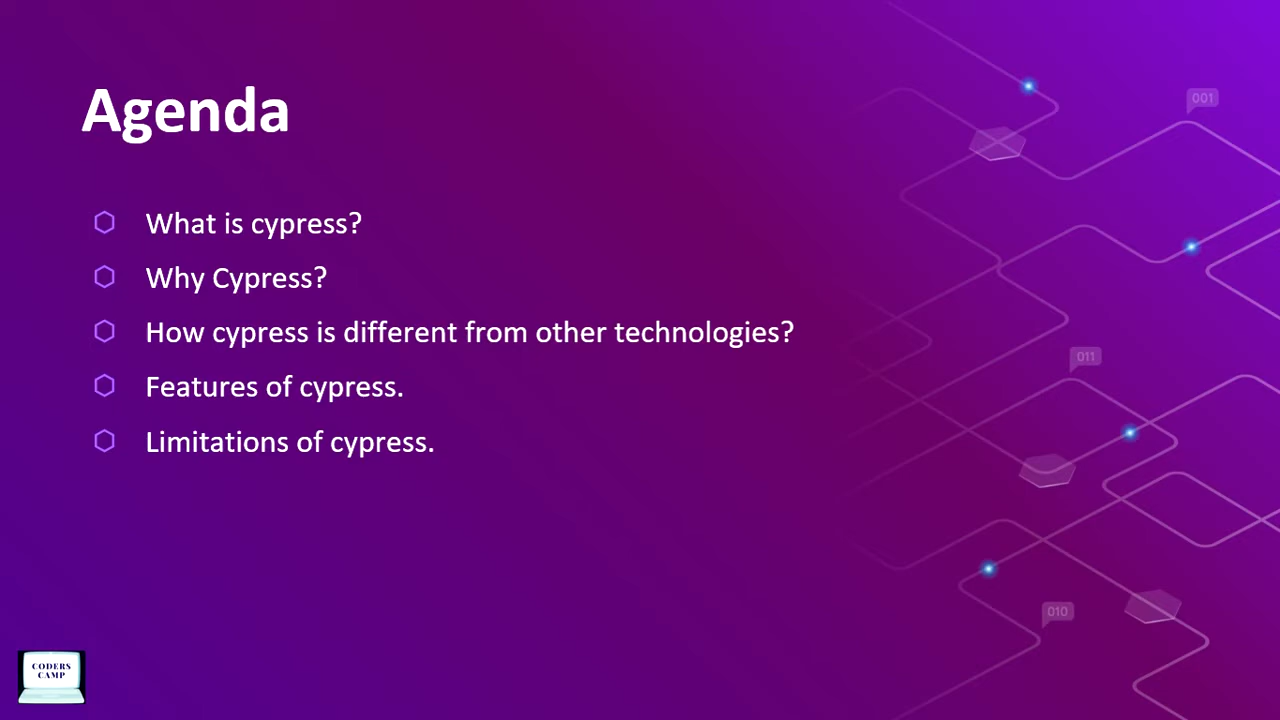 Agenda
What is cypress?
Why Cypress?
How cypress is different from other technologies?
Features of cypress.
Limitations of cypress.
001
011
010
CODERS
CAMP